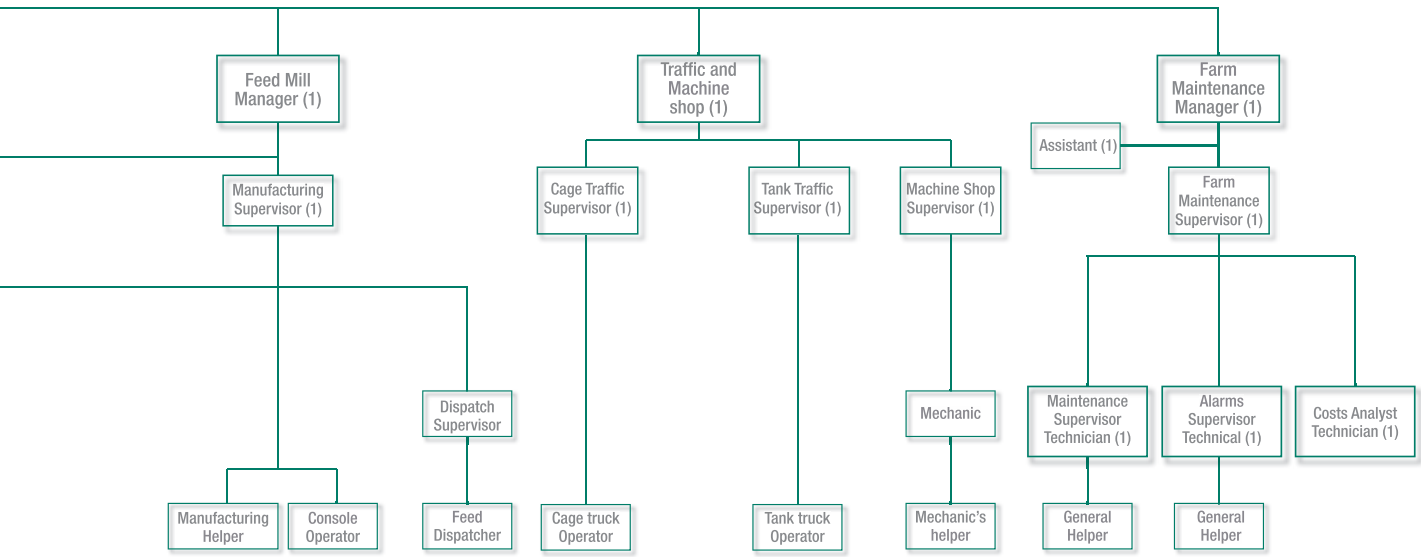 Feed Mill
Manager (1)
Traffic and
Machine
shop (1)
Farm
Maintenance
Manager (1)
Assistant (1)
Manufacturing
Supervisor (1)
Cage Traffic
Supervisor (1)
Tank Traffic
Supervisor (1)
Machine Shop
Supervisor (1)
Farm
Maintenance
Supervisor (1)
Dispatch
Supervisor
Mechanic
Maintenance
Supervisor
Technician (1)
Alarms
Supervisor
Technical (1)
Costs Analyst
Technician (1)
Manufacturing
Helper
Console
Operator
Feed
Dispatcher
Cage truck
Operator
Tank truck
Operator
Mechanic's
helper
General
Helper
General
Helper